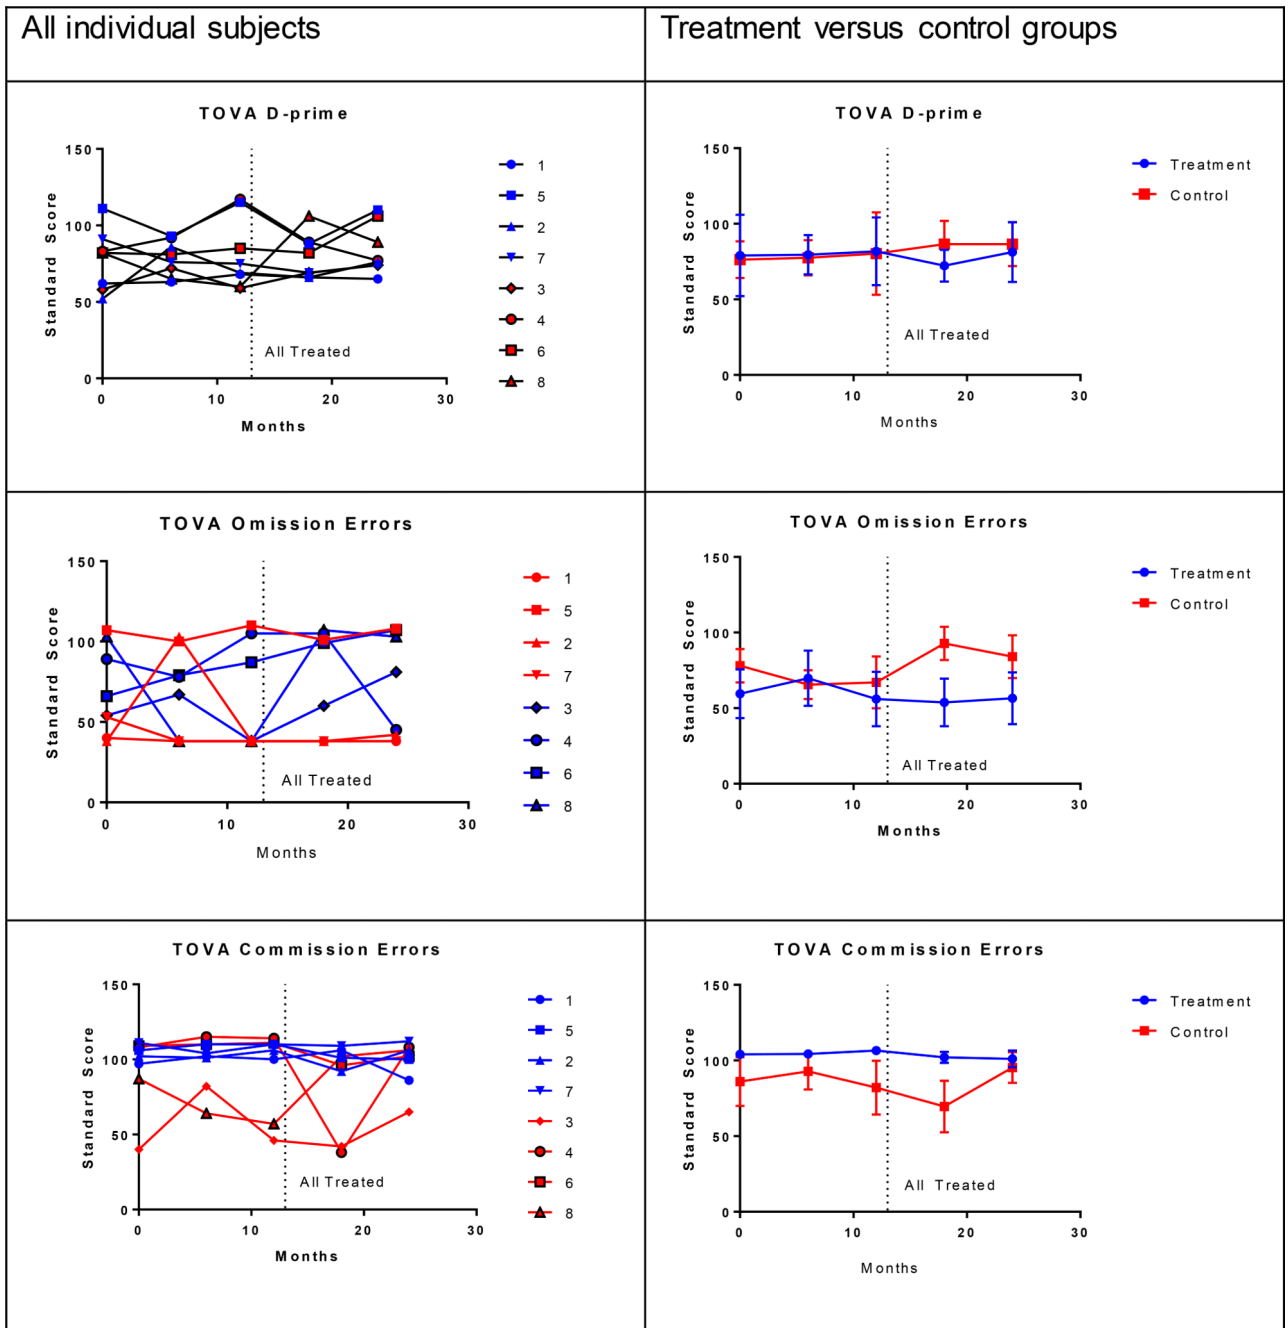 All individual subjects
Treatment versus control groups
TOVA D-prime
150
100
50
0
Standard Score
0
10
20
30
Months
All Treated
1
5
2
7
3
4
6
8
TOVA D-prime
150
100
50
0
Standard Score
0
10
20
30
Months
All Treated
Treatment
Control
TOVA Omission Errors
150
100
50
0
Standard Score
0
10
20
30
Months
All Treated
1
5
2
7
3
4
6
8
TOVA Omission Errors
150
100
50
0
Standard Score
0
10
20
30
Months
All Treated
Treatment
Control
TOVA Commission Errors
150
100
50
0
Standard Score
0
10
20
30
Months
All Treated
1
5
2
7
3
4
6
8
TOVA Commission Errors
150
100
50
0
Standard Score
0
10
20
30
Months
All Treated
Treatment
Control